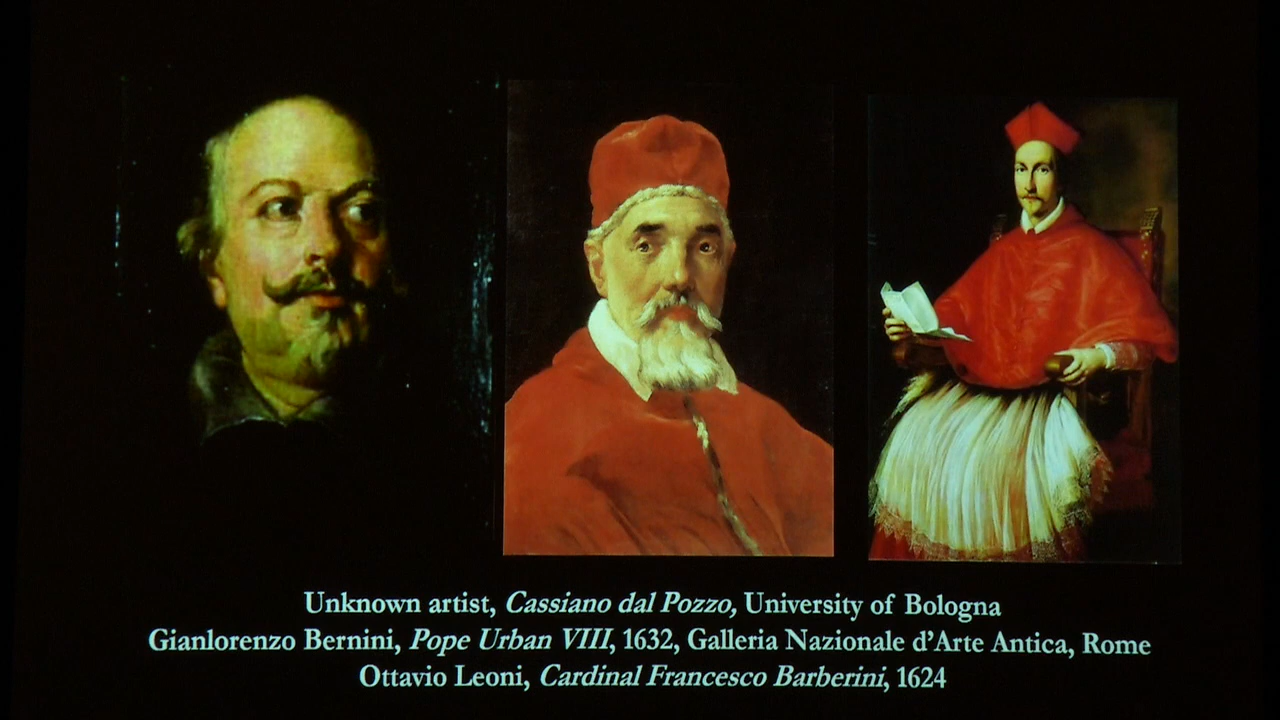 Unknown artist, Cassiano dal Pozzo, University of Bologna
Gianlorenzo Bernini, Pope Urban VIII, 1632, Galleria Nazionale d’Arte Antica, Rome
Ottavio Leoni, Cardinal Francesco Barberini, 1624